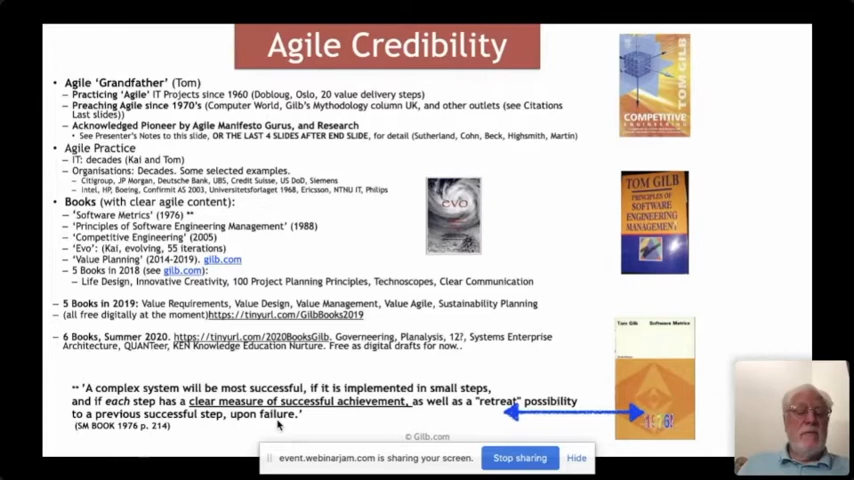 Agile Credibility
• Agile 'Grandfather' (Tom)
– Practicing 'Agile' IT Projects since 1960 (Dobloug, Oslo, 20 value delivery steps)
– Preaching Agile since 1970's (Computer World, Gilb's Mythodology column UK, and other outlets (see Citations
Last slides))
– Acknowledged Pioneer by Agile Manifesto Gurus, and Research
• See Presenter's Notes to this slide, OR THE LAST 4 SLIDES AFTER END SLIDE, for detail (Sutherland, Cohn, Beck, Highsmith, Martin)
• Agile Practice
– IT: decades (Kai and Tom)
– Organisations: Decades. Some selected examples.
– Citigroup, JP Morgan, Deutsche Bank, UBS, Credit Suisse, US DoD, Siemens
– Intel, HP, Boeing, Confirmit AS 2003, Universitetsforlaget 1968, Ericsson, NTNU IT, Philips
• Books (with clear agile content):
– 'Software Metrics' (1976) **
– 'Principles of Software Engineering Management' (1988)
– 'Competitive Engineering' (2005)
– 'Evo': (Kai, evolving, 55 iterations)
– 'Value Planning' (2014-2019). gilb.com
– 5 Books in 2018 (see gilb.com):
– Life Design, Innovative Creativity, 100 Project Planning Principles, Technoscopes, Clear Communication
– 5 Books in 2019: Value Requirements, Value Design, Value Management, Value Agile, Sustainability Planning
– (all free digitally at the moment)https://tinyurl.com/GilbBooks2019
– 6 Books, Summer 2020. https://tinyurl.com/2020BooksGilb. Governeering, Planalysis, 12?, Systems Enterprise
Architecture, QUANTeer, KEN Knowledge Education Nurture. Free as digital drafts for now..
** 'A complex system will be most successful, if it is implemented in small steps,
and if each step has a clear measure of successful achievement, as well as a "retreat" possibility
to a previous successful step, upon failure.'
(SM BOOK 1976 p. 214)
© Gilb.com
TOM GILB
COMPETITIVE
ENGINEERING
EVO
TOM GILB
PRINCIPLES OF
SOFTWARE
ENGINEERING
MANAGEMENT
Tom Gilb Software Metrics
1976!
event.webinarjam.com is sharing your screen.
Stop sharing
Hide